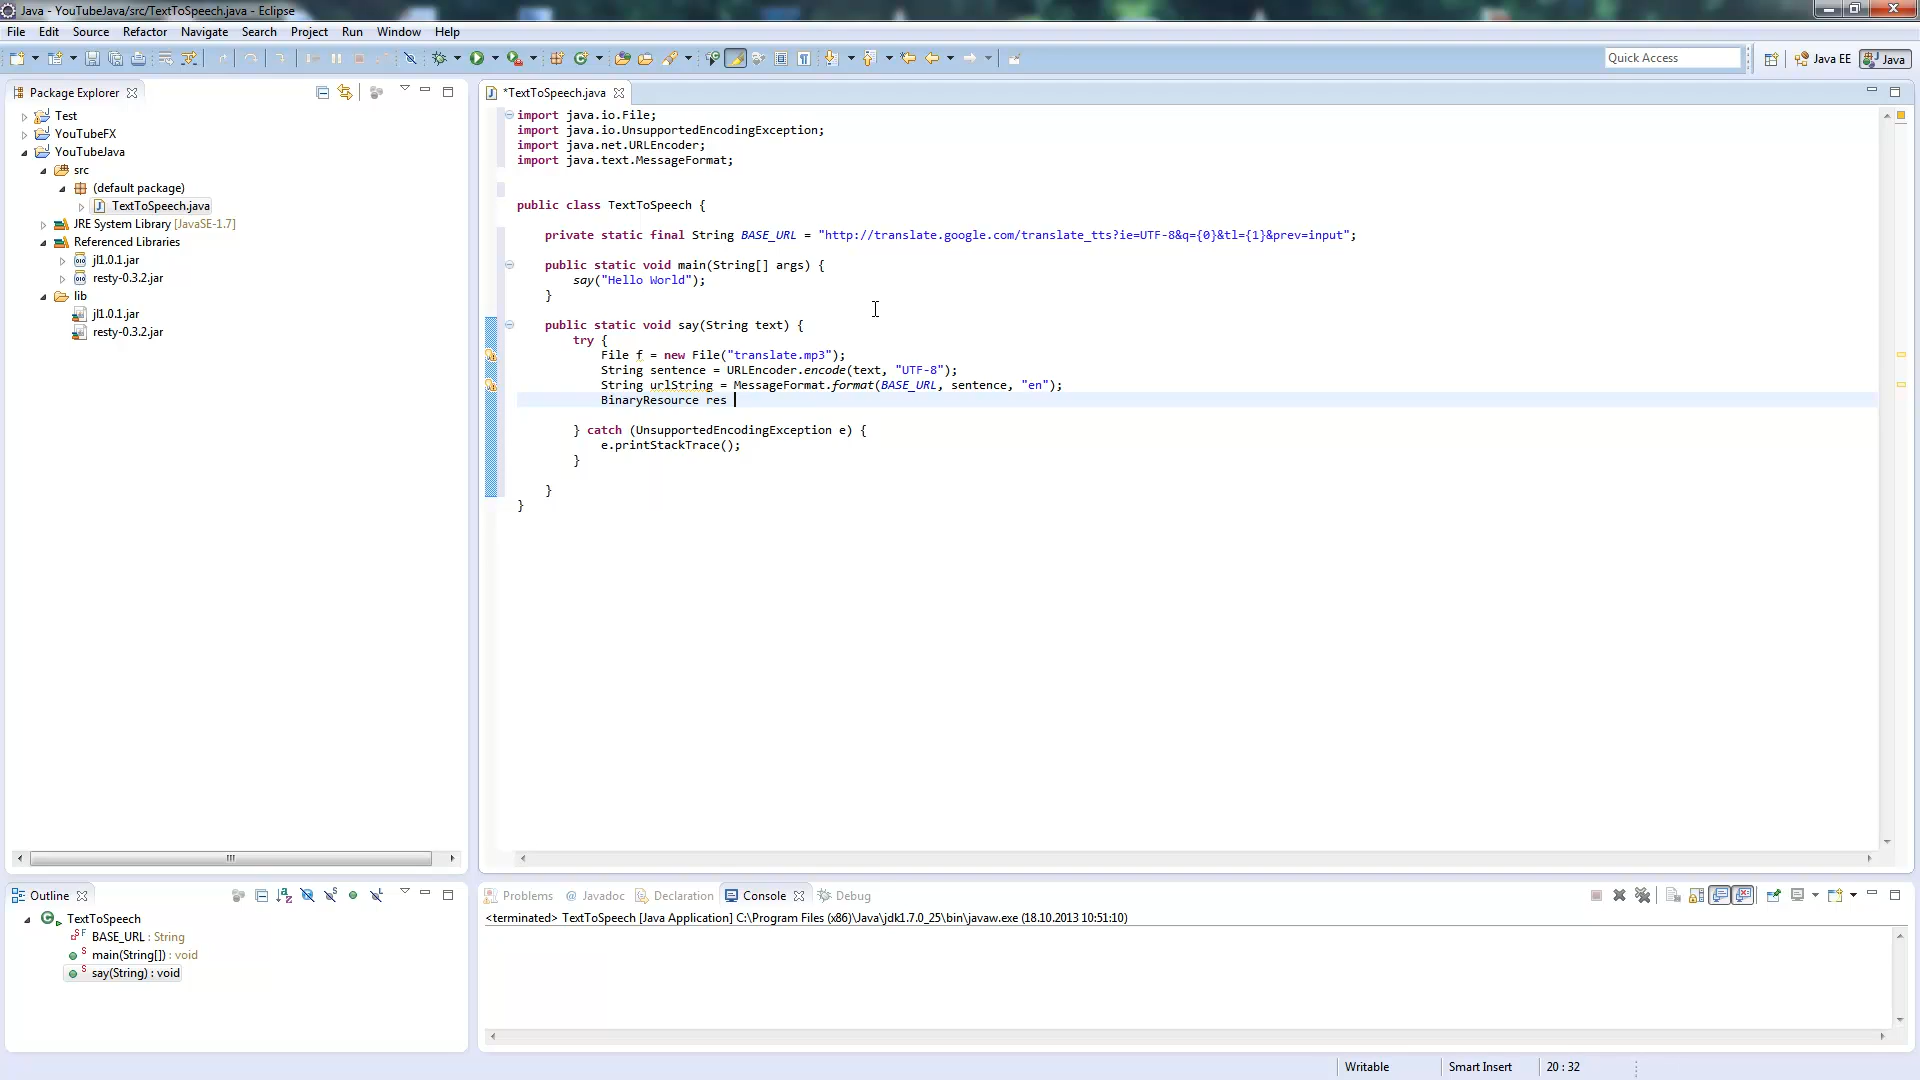 Java - YouTubeJava/src/TextToSpeech.java - Eclipse
File Edit Source Refactor Navigate Search Project Run Window Help
Quick Access
Java EE
Java
Package Explorer
Test
YouTubeFX
YouTubeJava
src
(default package)
TextToSpeech.java
JRE System Library [JavaSE-1.7]
Referenced Libraries
jl1.0.1.jar
resty-0.3.2.jar
lib
jl1.0.1.jar
resty-0.3.2.jar
*TextToSpeech.java
import java.io.File;
import java.io.UnsupportedEncodingException;
import java.net.URLEncoder;
import java.text.MessageFormat;
public class TextToSpeech {
private static final String BASE_URL = "http://translate.google.com/translate_tts?ie=UTF-8&q={0}&tl={1}&prev=input";
public static void main(String[] args) {
say("Hello World");
}
public static void say(String text) {
try {
File f = new File("translate.mp3");
String sentence = URLEncoder.encode(text, "UTF-8");
String urlString = MessageFormat.format(BASE_URL, sentence, "en");
BinaryResource res
} catch (UnsupportedEncodingException e) {
e.printStackTrace();
}
}
}
Outline
TextToSpeech
BASE_URL : String
main(String[]) : void
say(String) : void
Problems @ Javadoc Declaration Console Debug
<terminated> TextToSpeech [Java Application] C:\Program Files (x86)\Java\jdk1.7.0_25\bin\javaw.exe (18.10.2013 10:51:10)
Writable Smart Insert 20 : 32